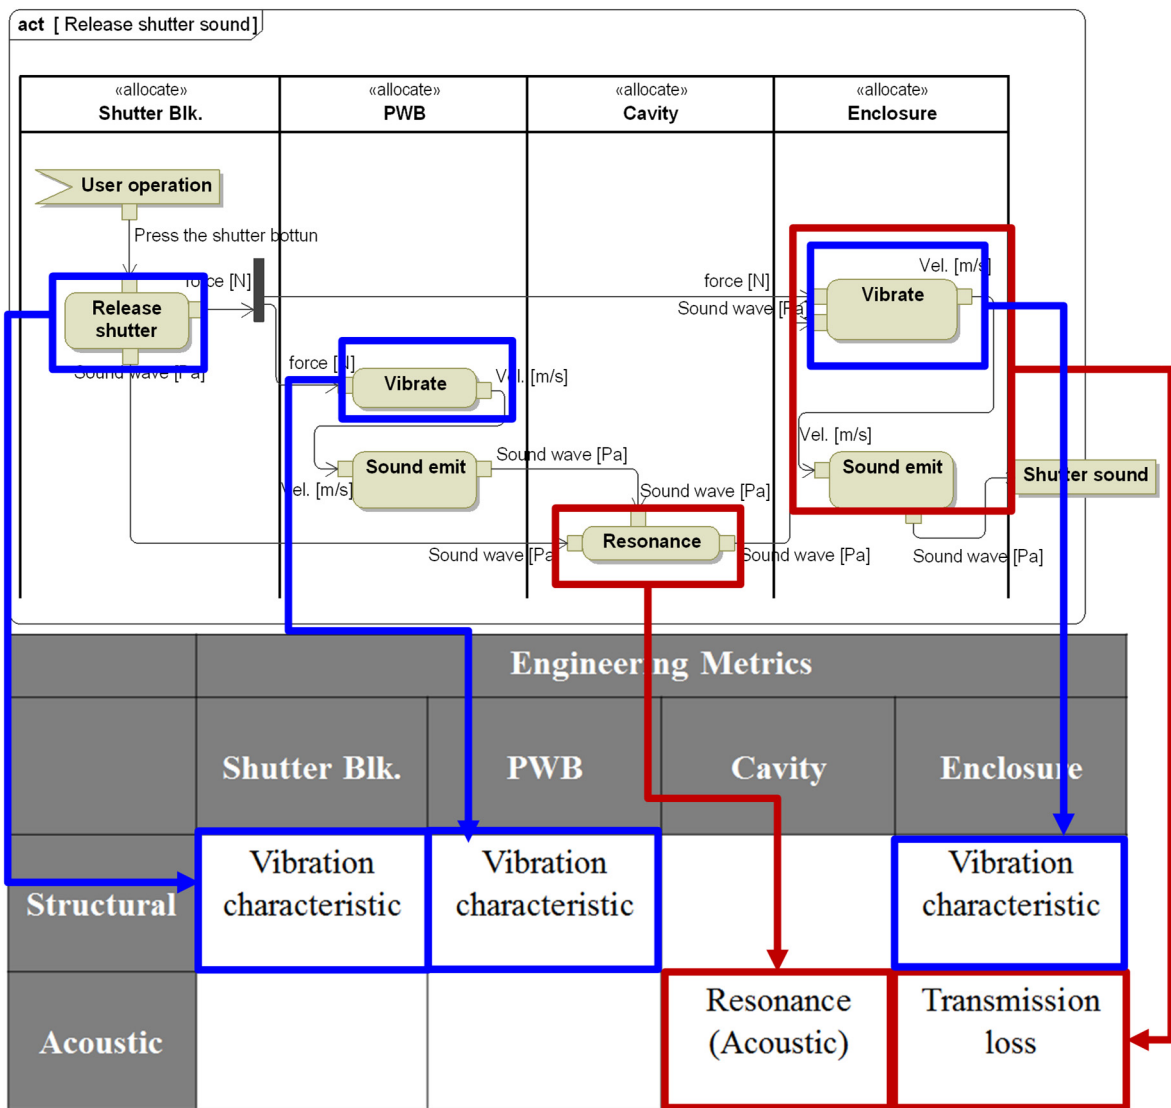 act [ Release shutter sound]
«allocate»
Shutter Blk.
«allocate»
PWB
«allocate»
Cavity
«allocate»
Enclosure
User operation
Press the shutter bottun
force [N]
Release
shutter
Sound wave [Pa]
force [N]
Vibrate
Vel. [m/s]
Vel. [m/s]
Sound emit
Sound wave [Pa]
Sound wave [Pa]
Sound wave [Pa
Resonance
Sound wave [Pa]
force [N]
Sound wave [Pa]
Vel. [m/s]
Vibrate
Vel. [m/s]
Sound emit
Sound wave [Pa]
Shutter sound
Engineering Metrics
Shutter Blk.
PWB
Cavity
Enclosure
Structural
Vibration
characteristic
Vibration
characteristic
Vibration
characteristic
Acoustic
Resonance
(Acoustic)
Transmission
loss